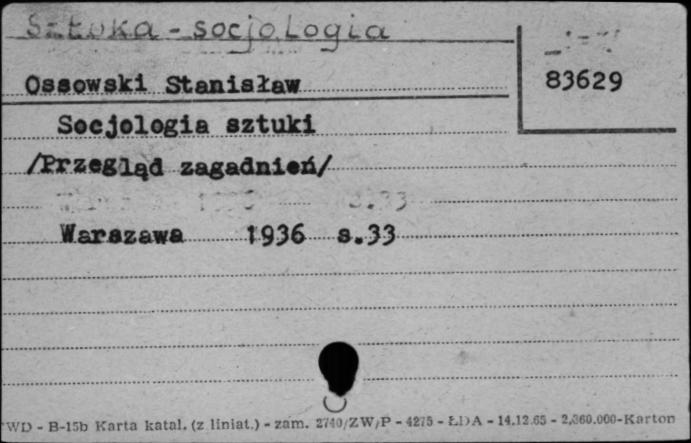 Sztuka - socjologia
83629
Ossowski Stanisław
Socjologia sztuki
/Przegląd zagadnień/
Warszawa 1936 s.33
WD - B-15b Karta katal. (z liniat.) - zam. 2740/ZW/P - 4275 - ŁDA - 14.12.65 - 2,360.000-Karton